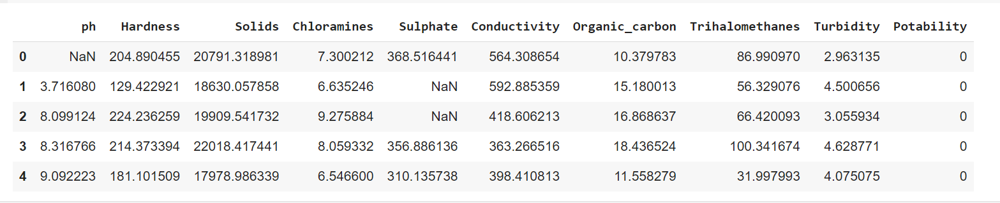 ph Hardness Solids Chloramines Sulphate Conductivity Organic_carbon Trihalomethanes Turbidity Potability
0 NaN 204.890455 20791.318981 7.300212 368.516441 564.308654 10.379783 86.990970 2.963135 0
1 3.716080 129.422921 18630.057858 6.635246 NaN 592.885359 15.180013 56.329076 4.500656 0
2 8.099124 224.236259 19909.541732 9.275884 NaN 418.606213 16.868637 66.420093 3.055934 0
3 8.316766 214.373394 22018.417441 8.059332 356.886136 363.266516 18.436524 100.341674 4.628771 0
4 9.092223 181.101509 17978.986339 6.546600 310.135738 398.410813 11.558279 31.997993 4.075075 0